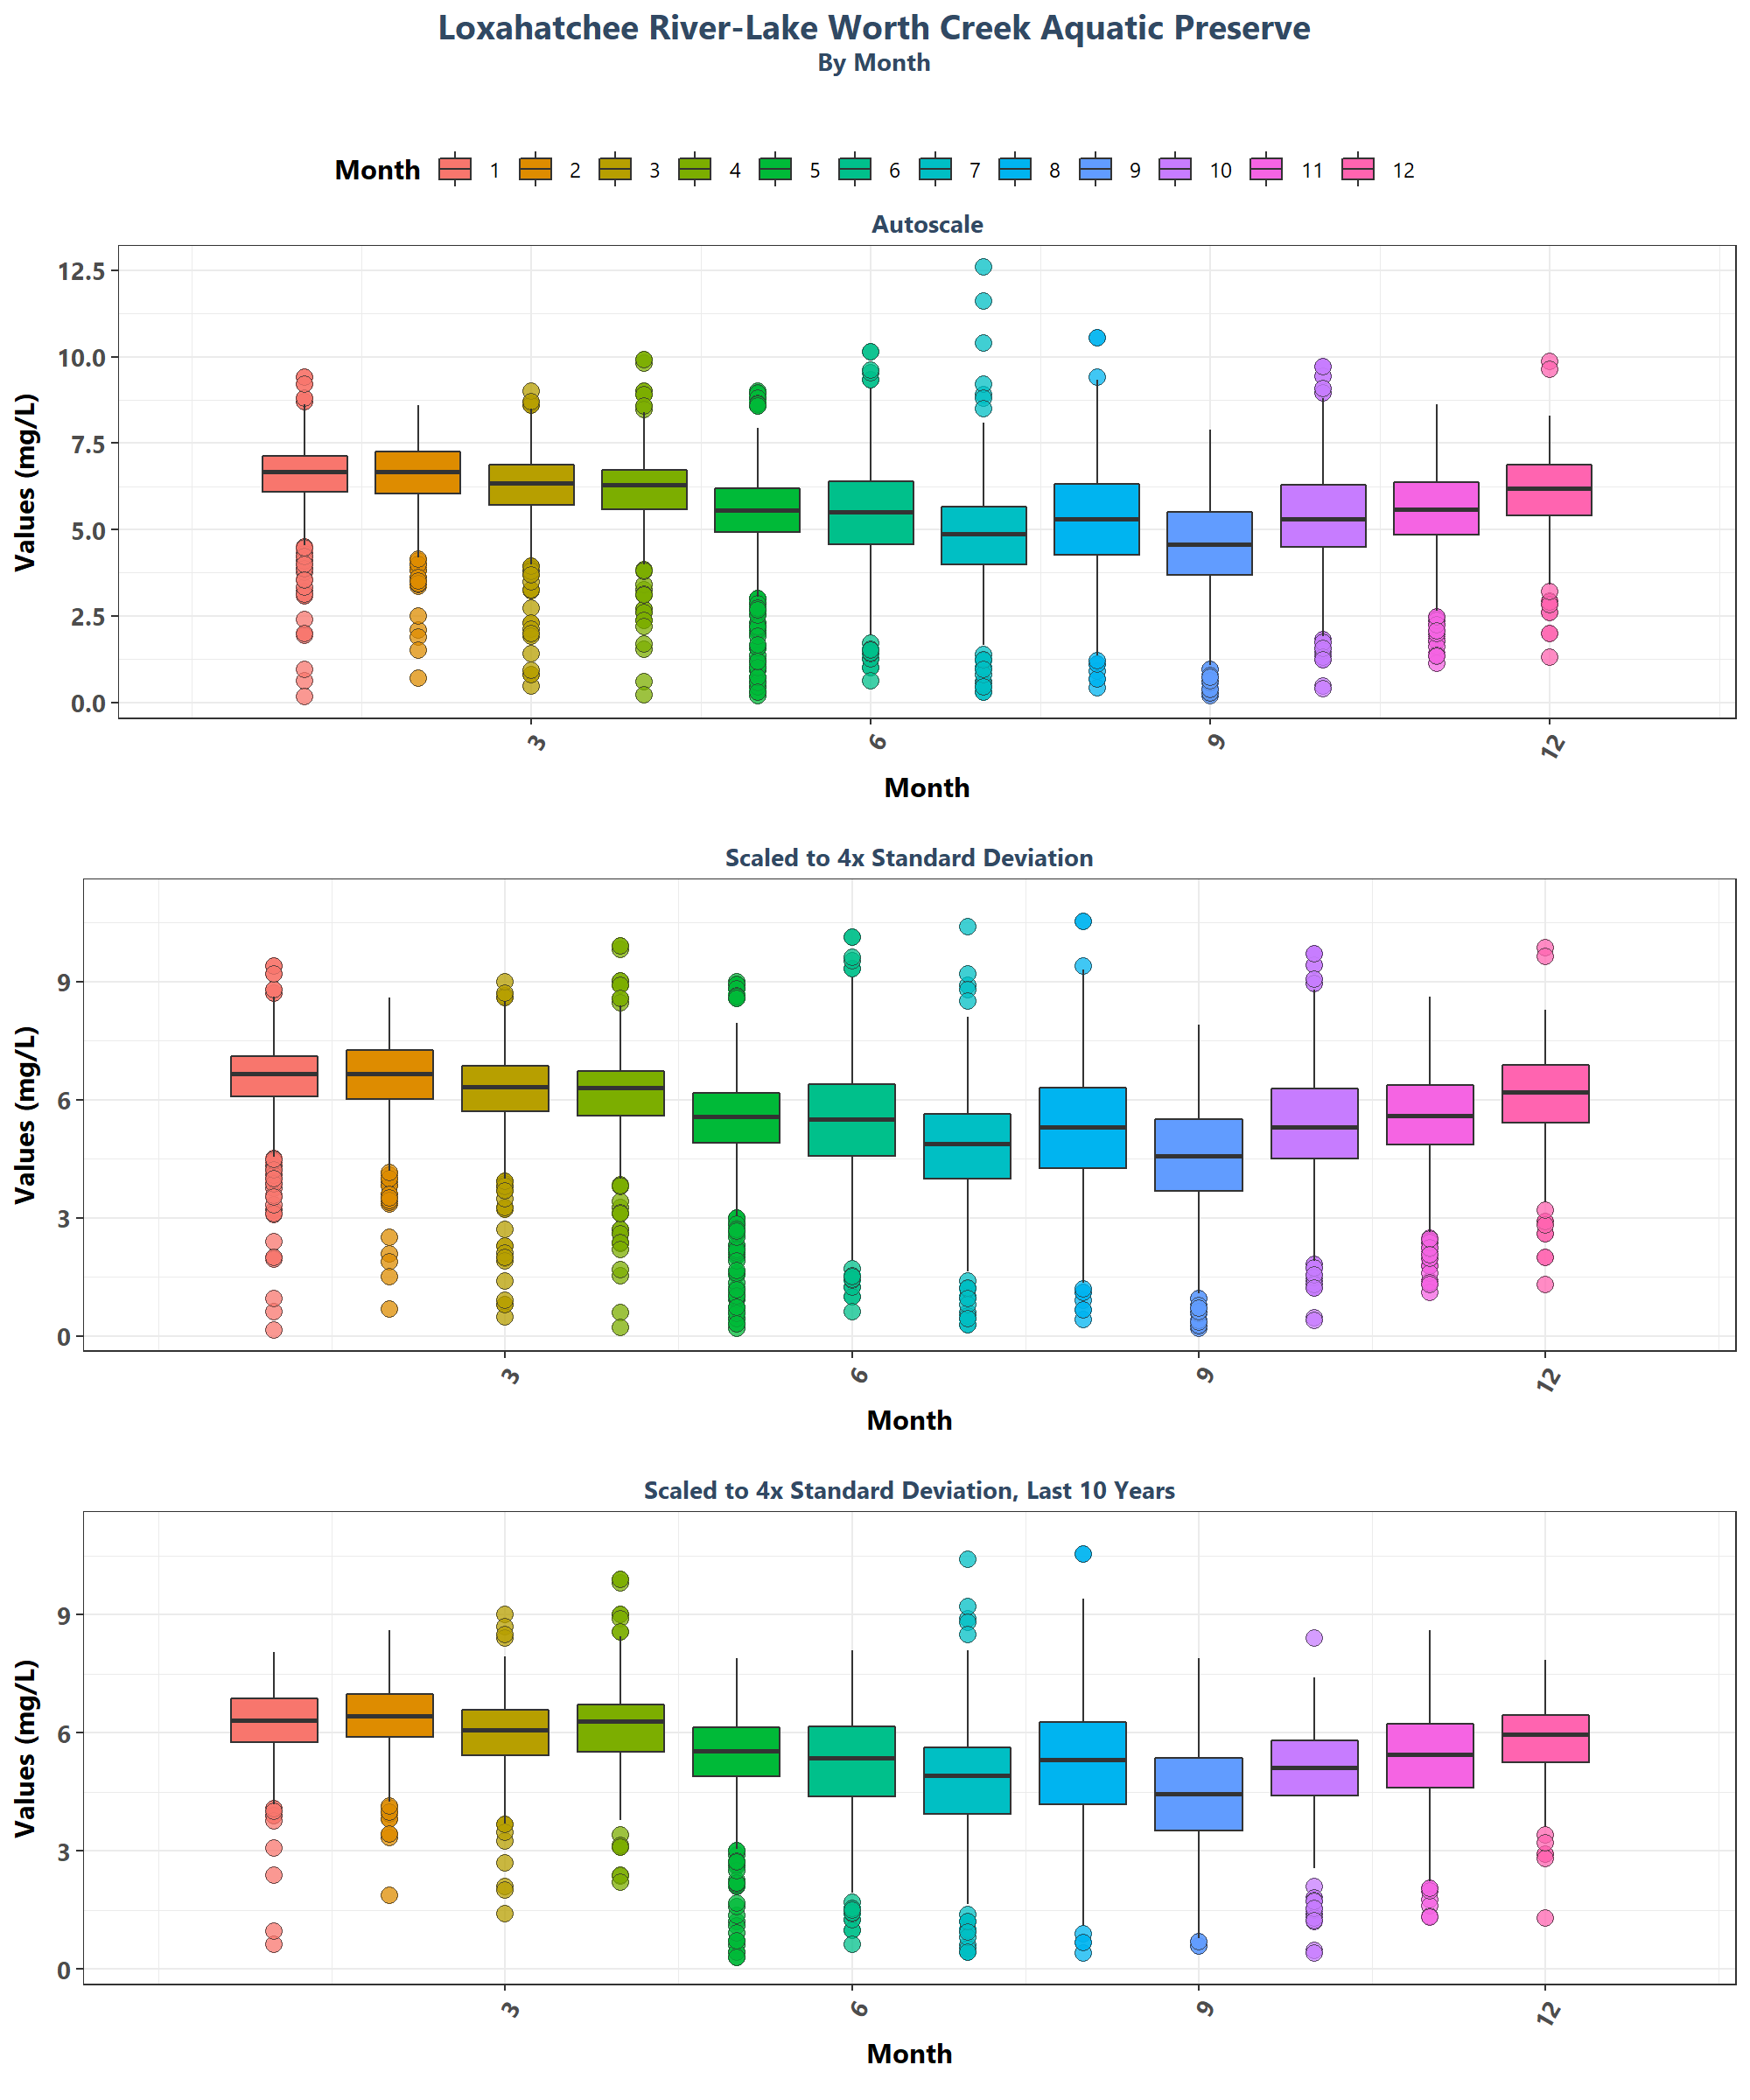 Loxahatchee River-Lake Worth Creek Aquatic Preserve
By Month
Month 1 2 3 4 5 6 7 8 9 10 11 12
Autoscale
Values (mg/L)
12.5
10.0
7.5
5.0
2.5
0.0
3 6 9 12
Month
Scaled to 4x Standard Deviation
Values (mg/L)
9
6
3
0
3 6 9 12
Month
Scaled to 4x Standard Deviation, Last 10 Years
Values (mg/L)
9
6
3
0
3 6 9 12
Month